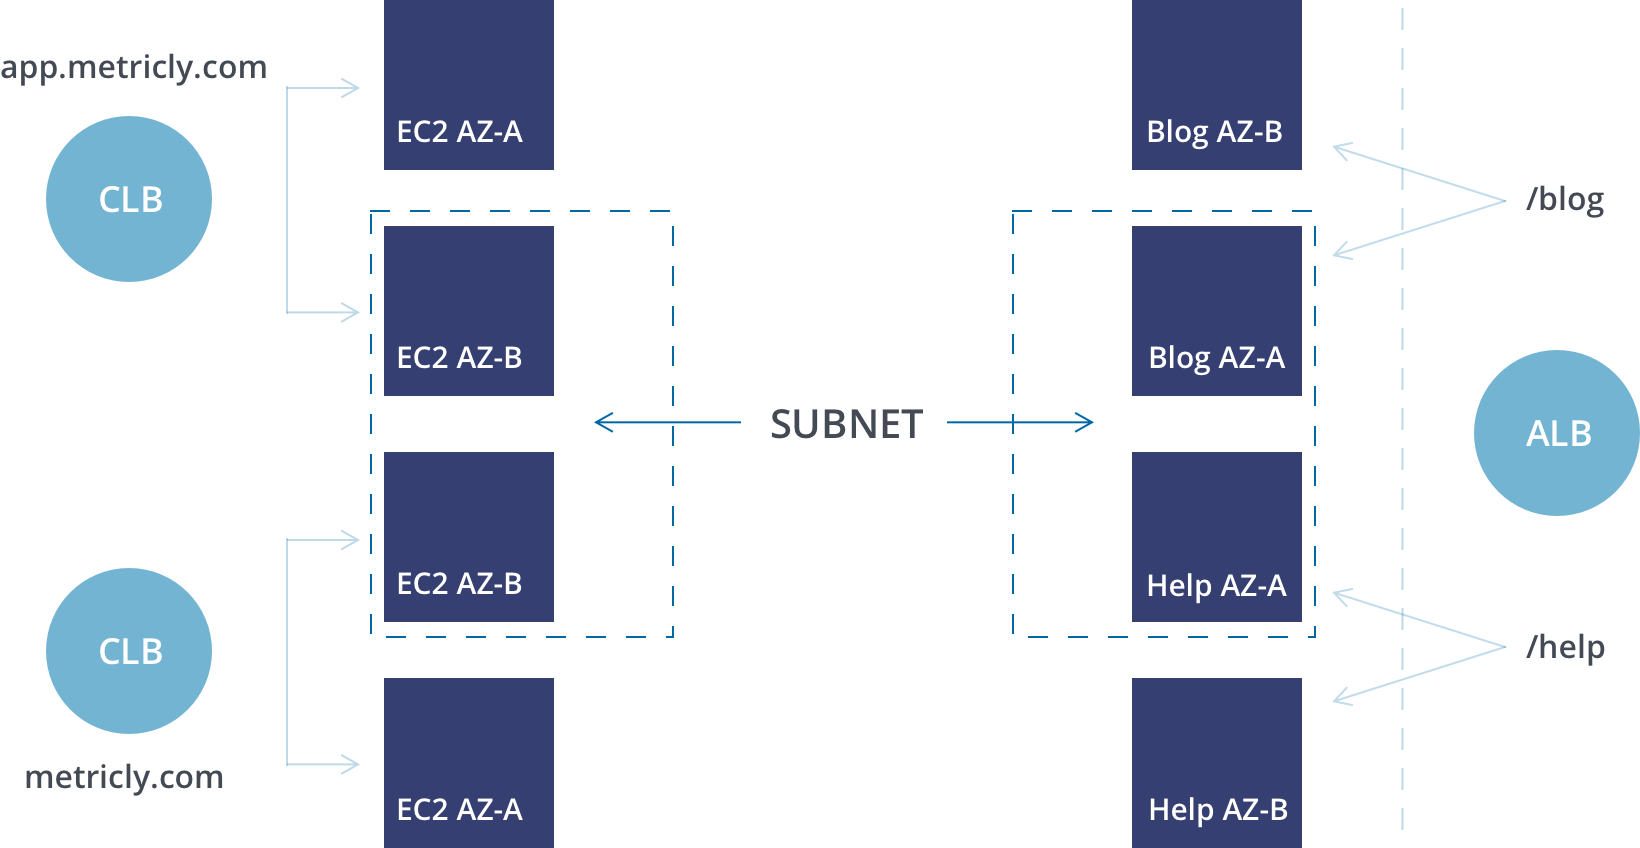 app.metricly.com
CLB
EC2 AZ-A
EC2 AZ-B
CLB
metricly.com
EC2 AZ-B
EC2 AZ-A
SUBNET
Blog AZ-B
Blog AZ-A
/blog
ALB
Help AZ-A
Help AZ-B
/help